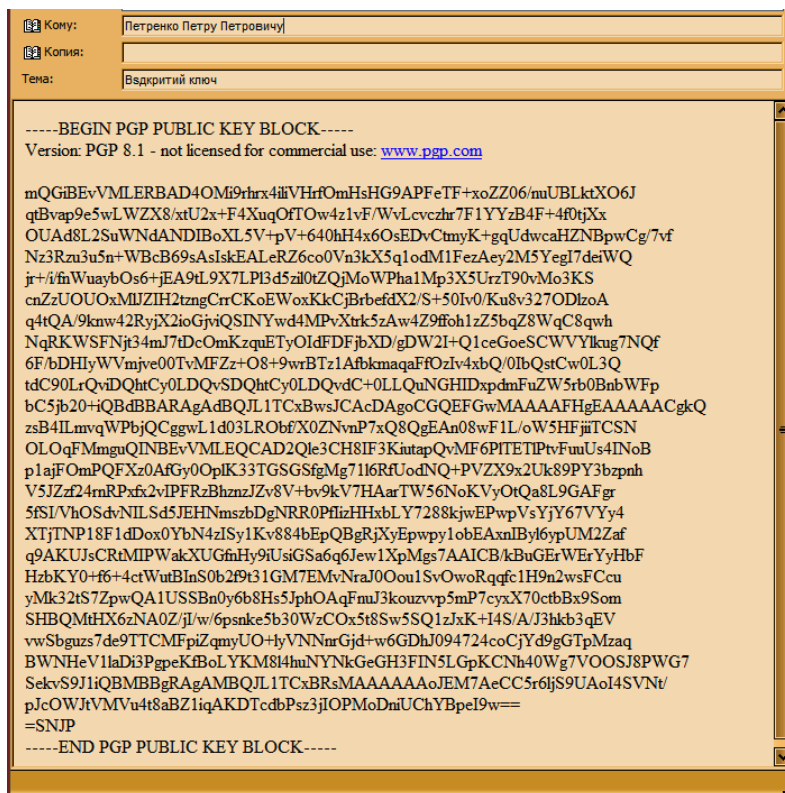 Кому: Петренко Петру Петровичу
Копия:
Тема: Вздкритий ключ
-----BEGIN PGP PUBLIC KEY BLOCK-----
Version: PGP 8.1 - not licensed for commercial use: www.pgp.com
mQGiBEvVMLERBAD4OMi9rhrx4iliVHrfOmHsHG9APFeTF+xoZZ06/nuUBLktXO6J
qtBvap9e5wLWZX8/xtU2x+F4XuqOfTOw4z1vF/WvLcvczhr7F1YYzB4F+4f0tjXx
OUAd8L2SuWNdANDIBoXL5V+pV+640hH4x6OsEDvCtmyK+gqUdwcaHZNBpwCg/7vf
Nz3Rzu3u5n+WBcB69sAsIskEALeRZ6co0Vn3kX5q1odM1FezAey2M5YegI7deiWQ
jr+/i/fnWuaybOs6+jEA9tL9X7LPl3d5zil0tZQjMoWPha1Mp3X5UrzT90vMo3KS
cnZzUOUOxMlJZIH2tzngCrrCKoEWoxKkCjBrbefdX2/S+50Iv0/Ku8v327ODlzoA
q4tQA/9knw42RyjX2ioGjviQSINYwd4MPvXtrk5zAw4Z9ffoh1zZ5bqZ8WqC8qwh
NqRKWSFNjt34mJ7tDcOmKzquETyOIdFDFjbXD/gDW2I+Q1ceGoeSCWVYlkug7NQf
6F/bDHIyWVmjve00TvMFZz+O8+9wrBTz1AfbkmaqaFfOzIv4xbQ/0IbQstCw0L3Q
tdC90LrQviDQhtCy0LDQvSDQhtCy0LDQvdC+0LLQuNGHIDxpdmFuZW5rb0BnbWFp
bC5jb20+iQBdBBARAgAdBQJL1TCxBwsJCAcDAgoCGQEFGwMAAAAFHgEAAAAACgkQ
zsB4ILmvqWPbjQCggwL1d03LRObf/X0ZNvnP7xQ8QgEAn08wF1L/oW5HFjiiTCSN
OLOqFMmguQINBEvVMLEQCAD2Qle3CH8IF3KiutapQvMF6PlTETlPtvFuuUs4INoB
p1ajFOmPQFXz0AfGy0OplK33TGSGSfgMg71l6RfUodNQ+PVZX9x2Uk89PY3bzpnh
V5JZzf24rnRPxfx2vIPFRzBhznzJZv8V+bv9kV7HAarTW56NoKVyOtQa8L9GAFgr
5fSI/VhOSdvNILSd5JEHNmszbDgNRR0PfIizHHxbLY7288kjwEPwpVsYjY67VYy4
XTjTNP18F1dDox0YbN4zISy1Kv884bEpQBgRjXyEpwpy1obEAxnIByl6ypUM2Zaf
q9AKUJsCRtMIPWakXUGfnHy9iUsiGSa6q6Jew1XpMgs7AAICB/kBuGErWErYyHbF
HzbKY0+f6+4ctWutBInS0b2f9t31GM7EMvNraJ0Oou1SvOwoRqqfc1H9n2wsFCcu
yMk32tS7ZpwQA1USSBn0y6b8Hs5JphOAqFnuJ3kouzvvp5mP7cyxX70ctbBx9Som
SHBQMtHX6zNA0Z/jI/w/6psnke5b30WzCOx5t8Sw5SQ1zJxK+I4S/A/J3hkb3qEV
vwSbguzs7de9TTCMFpiZqmyUO+lyVNNnrGjd+w6GDhJ094724coCjYd9gGTpMzaq
BWNHeV1laDi3PgpeKfBoLYKM8l4huNYNkGeGH3FIN5LGpKCNh40Wg7VOOSJ8PWG7
SekvS9J1iQBMBBgRAgAMBQJL1TCxBRsMAAAAAAoJEM7AeCC5r6ljS9UAoI4SVNt/
pJcOWJtVMVu4t8aBZ1iqAKDTcdbPsz3jIOPMoDniUChYBpeI9w==
=SNJP
-----END PGP PUBLIC KEY BLOCK-----